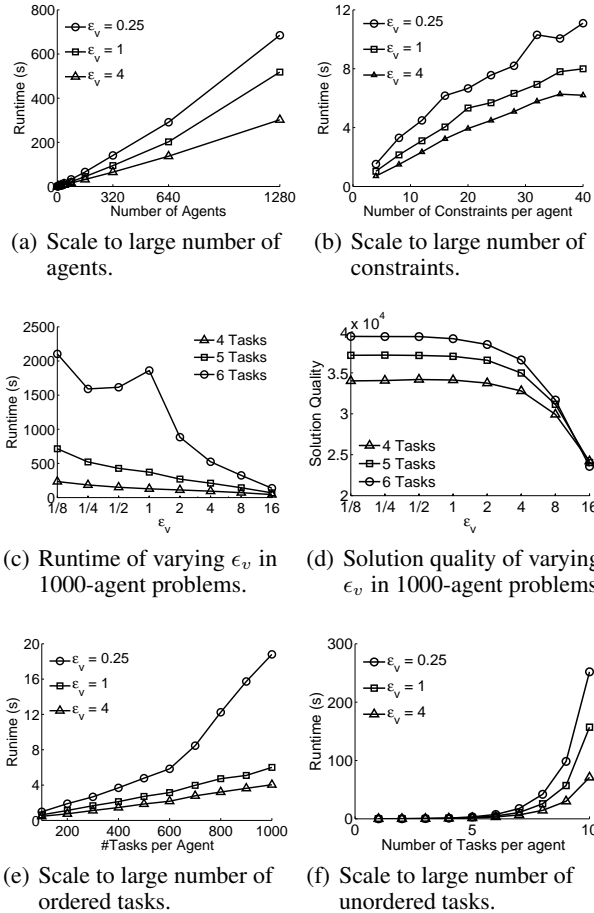 800
600
400
200
0
Runtime (s)
ε_v = 0.25
ε_v = 1
ε_v = 4
0 320 640 1280
Number of Agents
(a) Scale to large number of
agents.
12
8
4
0
Runtime (s)
ε_v = 0.25
ε_v = 1
ε_v = 4
0 10 20 30 40
Number of Constraints per agent
(b) Scale to large number of
constraints.
2500
2000
1500
1000
500
0
Runtime (s)
4 Tasks
5 Tasks
6 Tasks
1/8 1/4 1/2 1 2 4 8 16
ε_v
(c) Runtime of varying ϵ_v in
1000-agent problems.
x 10^4
4
3.5
3
2.5
2
Solution Quality
4 Tasks
5 Tasks
6 Tasks
1/8 1/4 1/2 1 2 4 8 16
ε_v
(d) Solution quality of varying
ϵ_v in 1000-agent problems
20
16
12
8
4
0
Runime (s)
ε_v = 0.25
ε_v = 1
ε_v = 4
200 400 600 800 1000
#Tasks per Agent
(e) Scale to large number of
ordered tasks.
300
200
100
0
Runtime (s)
ε_v = 0.25
ε_v = 1
ε_v = 4
0 5 10
Number of Tasks per agent
(f) Scale to large number of
unordered tasks.